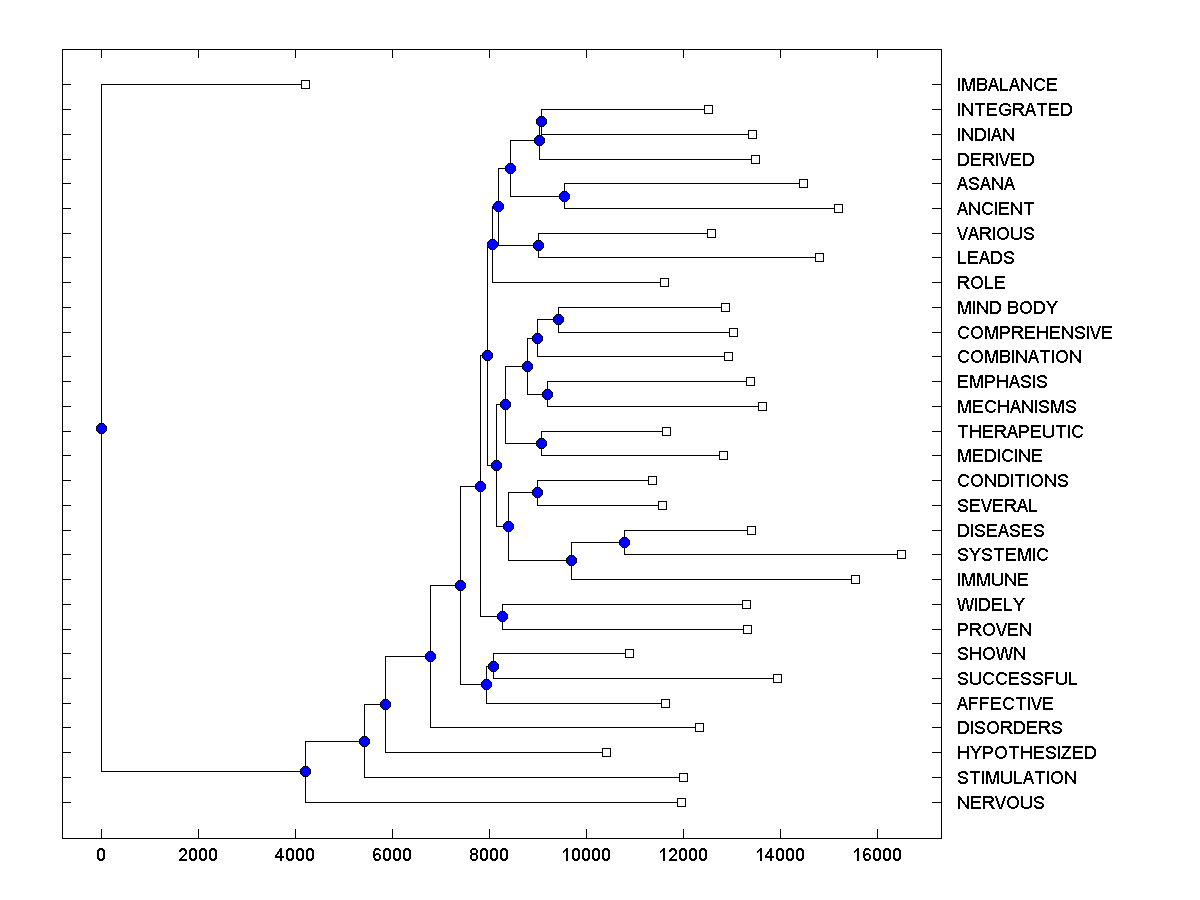 IMBALANCE
INTEGRATED
INDIAN
DERIVED
ASANA
ANCIENT
VARIOUS
LEADS
ROLE
MIND BODY
COMPREHENSIVE
COMBINATION
EMPHASIS
MECHANISMS
THERAPEUTIC
MEDICINE
CONDITIONS
SEVERAL
DISEASES
SYSTEMIC
IMMUNE
WIDELY
PROVEN
SHOWN
SUCCESSFUL
AFFECTIVE
DISORDERS
HYPOTHESIZED
STIMULATION
NERVOUS
0 2000 4000 6000 8000 10000 12000 14000 16000